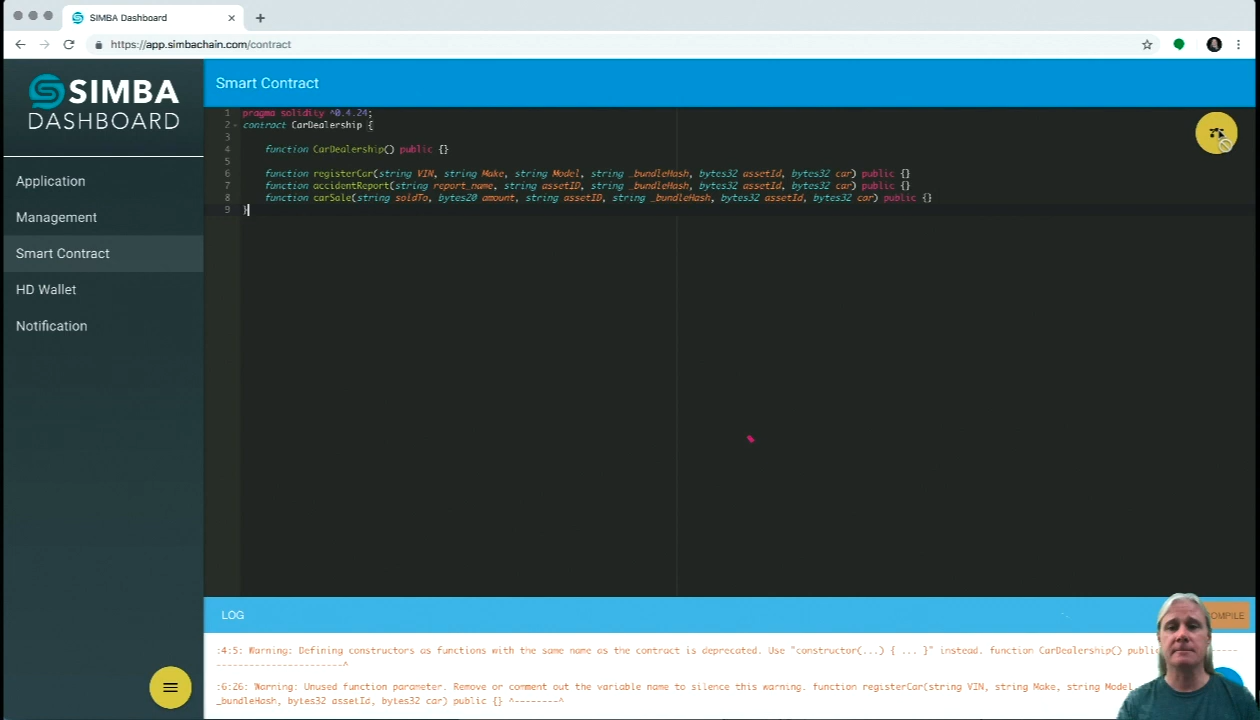 SIMBA Dashboard
https://app.simbachain.com/contract
SIMBA
DASHBOARD
Smart Contract
Application
Management
Smart Contract
HD Wallet
Notification
1 pragma solidity ^0.4.24;
2 contract CarDealership {
3
4 function CarDealership() public {}
5
6 function registerCar(string VIN, string Make, string Model, string _bundleHash, bytes32 assetId, bytes32 car) public {}
7 function accidentReport(string report_name, string assetID, string _bundleHash, bytes32 assetId, bytes32 car) public {}
8 function carSale(string soldTo, bytes20 amount, string assetID, string _bundleHash, bytes32 assetId, bytes32 car) public {}
9 }
LOG
COMPILE
:4:5: Warning: Defining constructors as functions with the same name as the contract is deprecated. Use "constructor(...) { ... }" instead. function CarDealership() public
-----------------------^
:6:26: Warning: Unused function parameter. Remove or comment out the variable name to silence this warning. function registerCar(string VIN, string Make, string Model
_bundleHash, bytes32 assetId, bytes32 car) public {} ^--------^